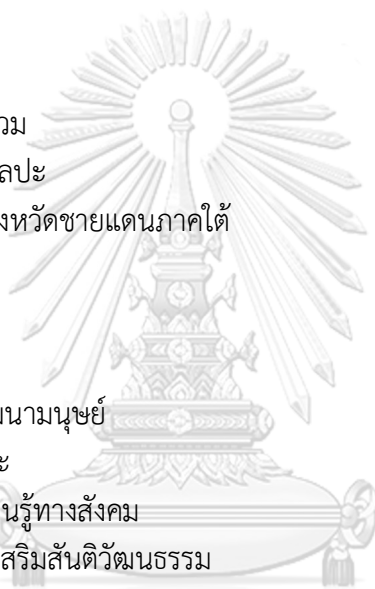 วม
ลปะ
งหวัดชายแดนภาคใต้
มนามนุษย์
ะ
นรู้ทางสังคม
เสริมสันติวัฒนธรรม